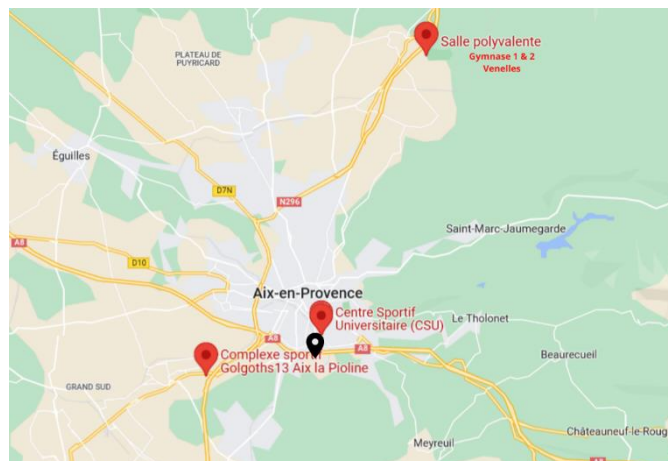 Salle polyvalente
Gymnase 1 & 2
Venelles
PLATEAU DE
PUYRICARD
Éguilles
D7N
N296
Saint-Marc-Jaumegarde
A8
D10
Aix-en-Provence
Centre Sportif
Universitaire (CSU)
Le Tholonet
A8
A8
Complexe sportif
Golgoths13 Aix la Pioline
Beaurecueil
GRAND SUD
Châteauneuf-le-Roug
Meyreuil